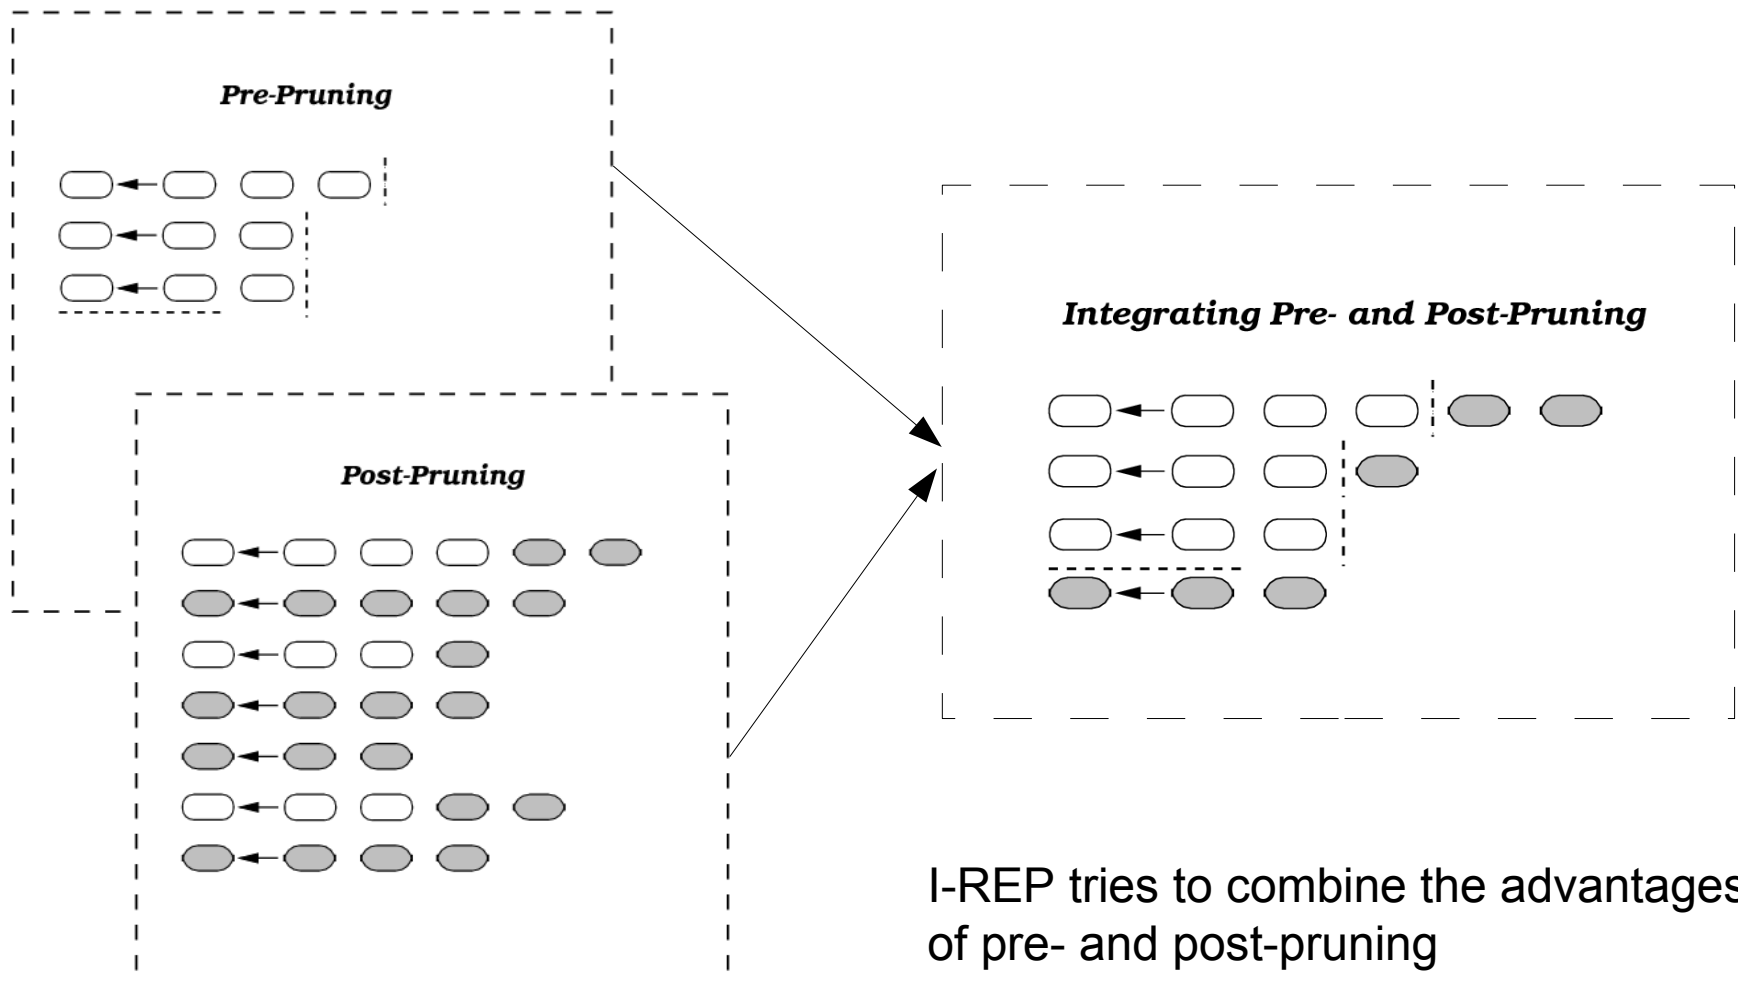 Pre-Pruning
Post-Pruning
Integrating Pre- and Post-Pruning
I-REP tries to combine the advantages
of pre- and post-pruning